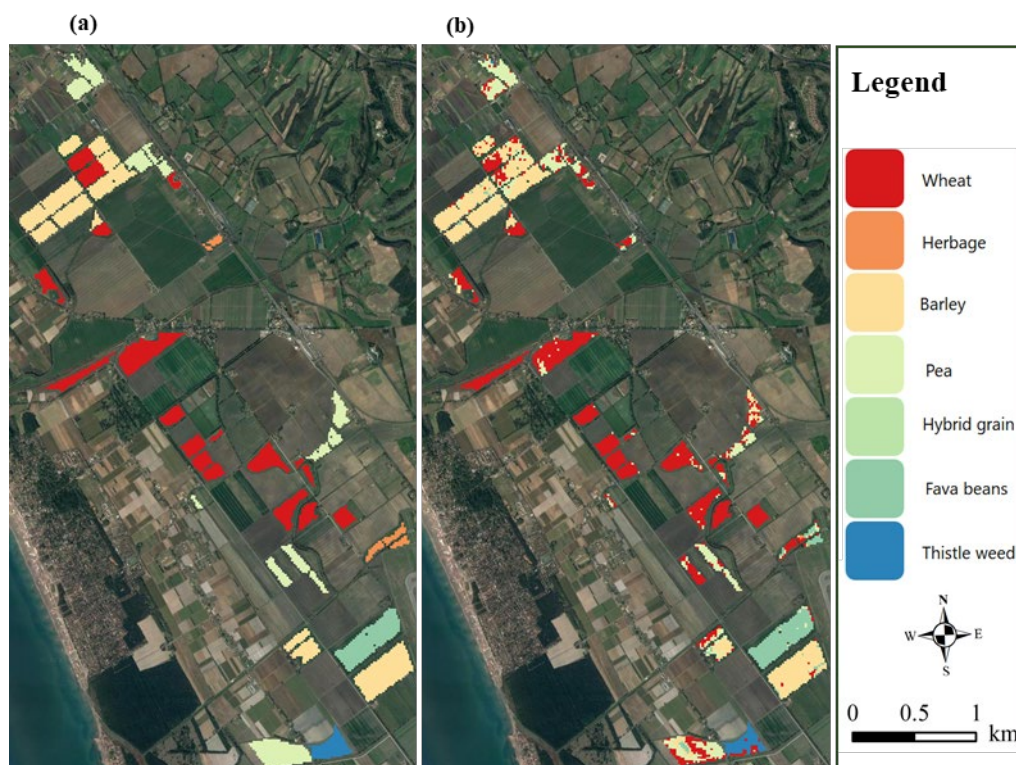 (a)
(b)
Legend
Wheat
Herbage
Barley
Pea
Hybrid grain
Fava beans
Thistle weed
N
W E
S
0 0.5 1
km